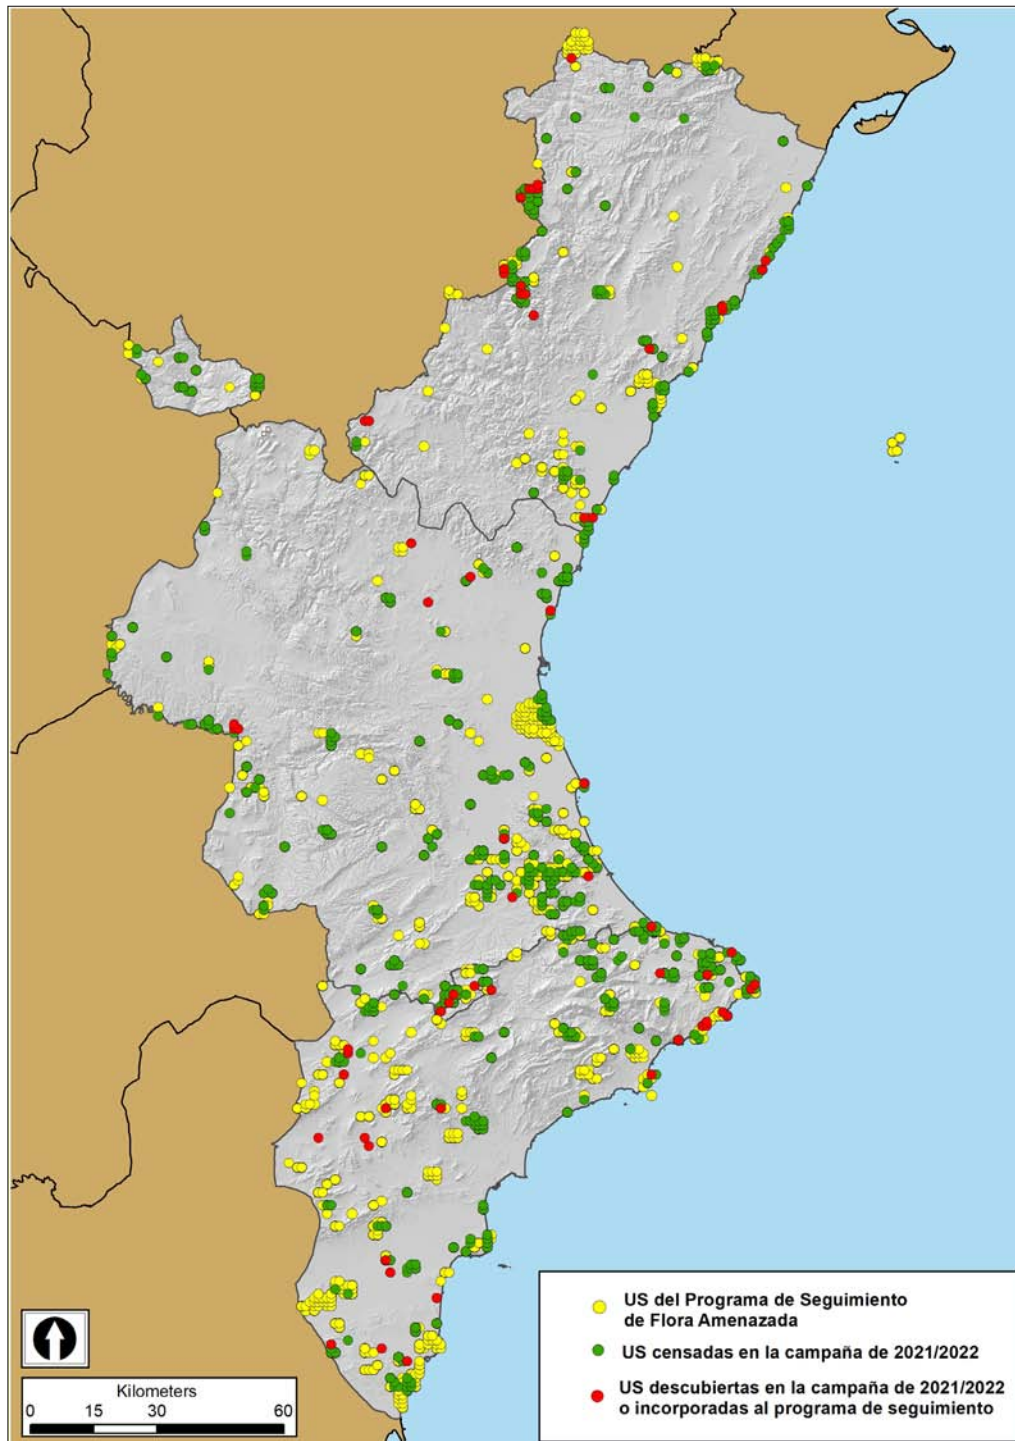 US del Programa de Seguimiento
de Flora Amenazada
US censadas en la campaña de 2021/2022
US descubiertas en la campaña de 2021/2022
o incorporadas al programa de seguimiento
Kilometers
0 15 30 60